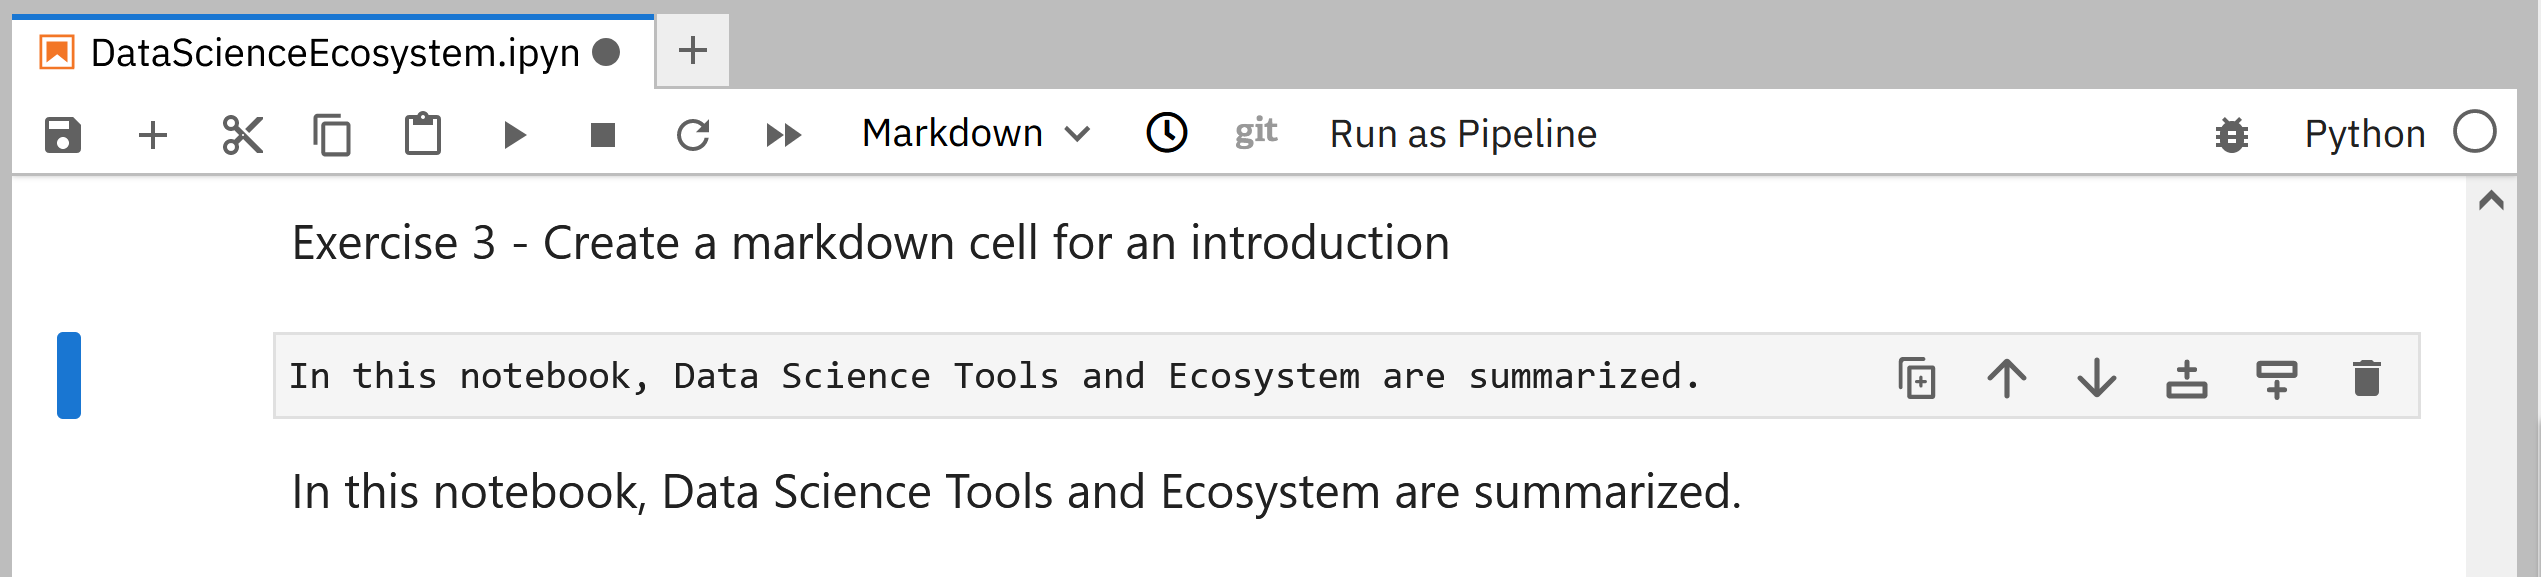 DataScienceEcosystem.ipyn
Markdown git Run as Pipeline Python
Exercise 3 - Create a markdown cell for an introduction
In this notebook, Data Science Tools and Ecosystem are summarized.
In this notebook, Data Science Tools and Ecosystem are summarized.